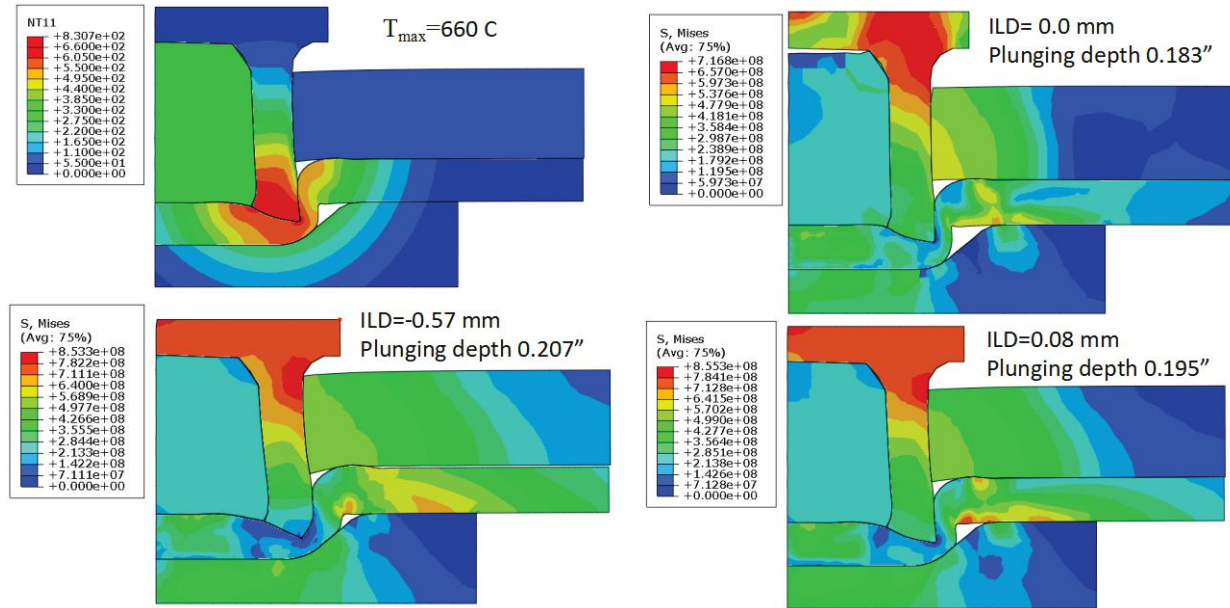 NT11
+8.307e+02
+6.600e+02
+6.050e+02
+5.500e+02
+4.950e+02
+4.400e+02
+3.850e+02
+3.300e+02
+2.750e+02
+2.200e+02
+1.650e+02
+1.100e+02
+5.500e+01
+0.000e+00
Tmax=660 C
S, Mises
(Avg: 75%)
+7.168e+08
+6.570e+08
+5.973e+08
+5.376e+08
+4.779e+08
+4.181e+08
+3.584e+08
+2.987e+08
+2.389e+08
+1.792e+08
+1.195e+08
+5.973e+07
+0.000e+00
ILD= 0.0 mm
Plunging depth 0.183”
S, Mises
(Avg: 75%)
+8.533e+08
+7.822e+08
+7.111e+08
+6.400e+08
+5.689e+08
+4.977e+08
+4.266e+08
+3.555e+08
+2.844e+08
+2.133e+08
+1.422e+08
+7.111e+07
+0.000e+00
ILD=-0.57 mm
Plunging depth 0.207”
S, Mises
(Avg: 75%)
+8.553e+08
+7.841e+08
+7.128e+08
+6.415e+08
+5.702e+08
+4.990e+08
+4.277e+08
+3.564e+08
+2.851e+08
+2.138e+08
+1.426e+08
+7.128e+07
+0.000e+00
ILD=0.08 mm
Plunging depth 0.195”